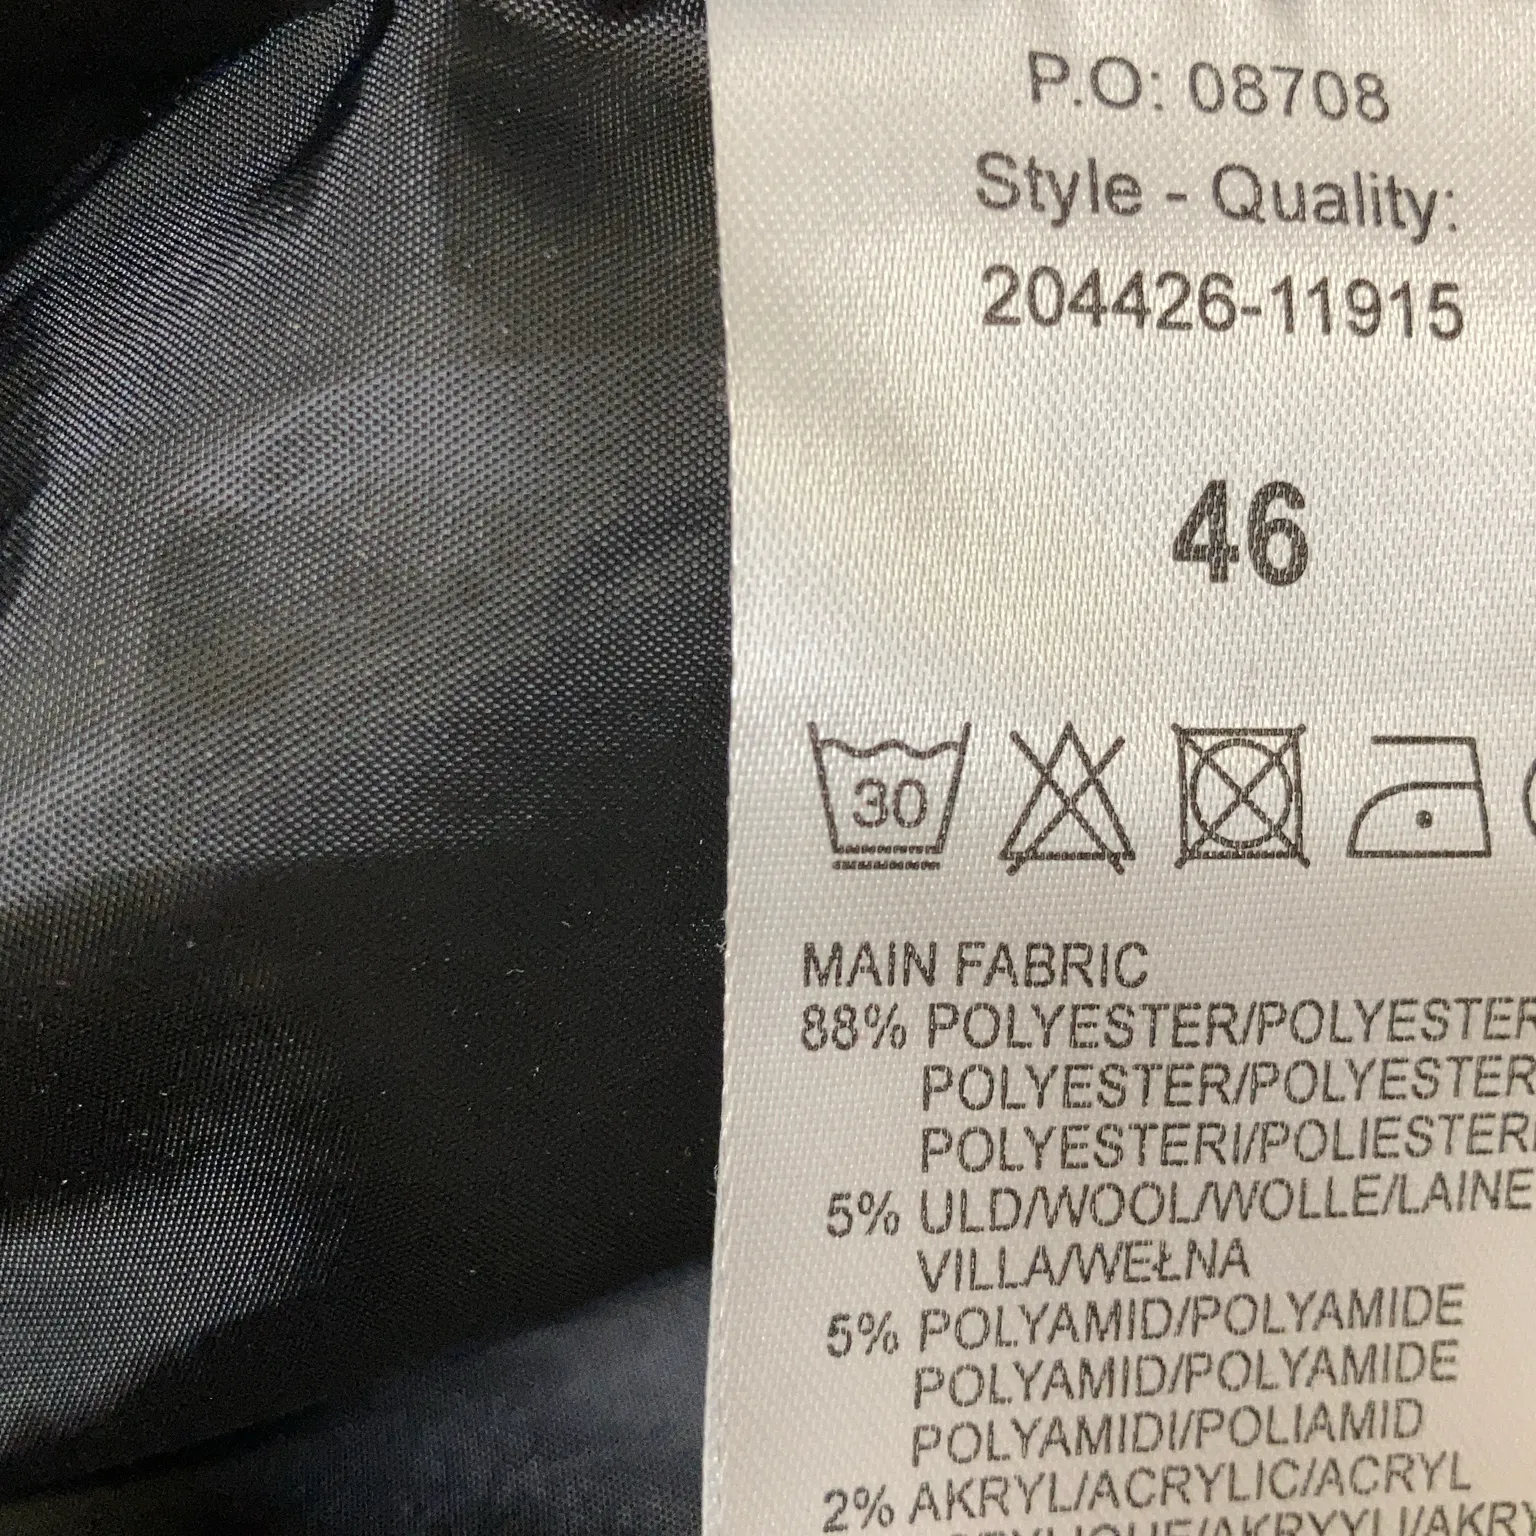 P.O: 08708
Style - Quality:
204426-11915
46
30
MAIN FABRIC
88% POLYESTER/POLYESTER
POLYESTER/POLYESTER
POLYESTERI/POLIESTER
5% ULD/WOOL/WOLLE/LAINE
VILLA/WEŁNA
5% POLYAMID/POLYAMIDE
POLYAMID/POLYAMIDE
POLYAMIDI/POLIAMID
2% AKRYL/ACRYLIC/ACRYL